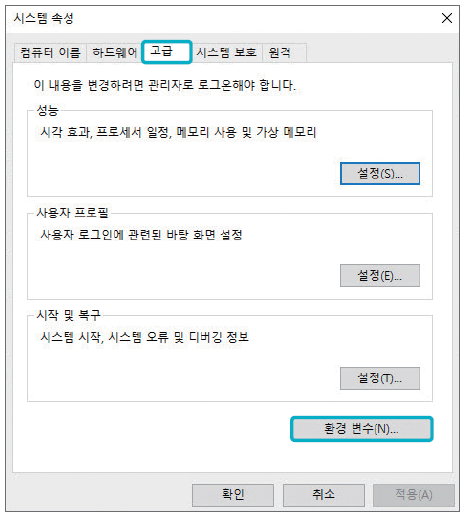 시스템 속성
컴퓨터 이름 하드웨어 고급 시스템 보호 원격
이 내용을 변경하려면 관리자로 로그온해야 합니다.
성능
시각 효과, 프로세서 일정, 메모리 사용 및 가상 메모리
설정(S)...
사용자 프로필
사용자 로그인에 관련된 바탕 화면 설정
설정(E)...
시작 및 복구
시스템 시작, 시스템 오류 및 디버깅 정보
설정(T)...
환경 변수(N)...
확인 취소 적용(A)